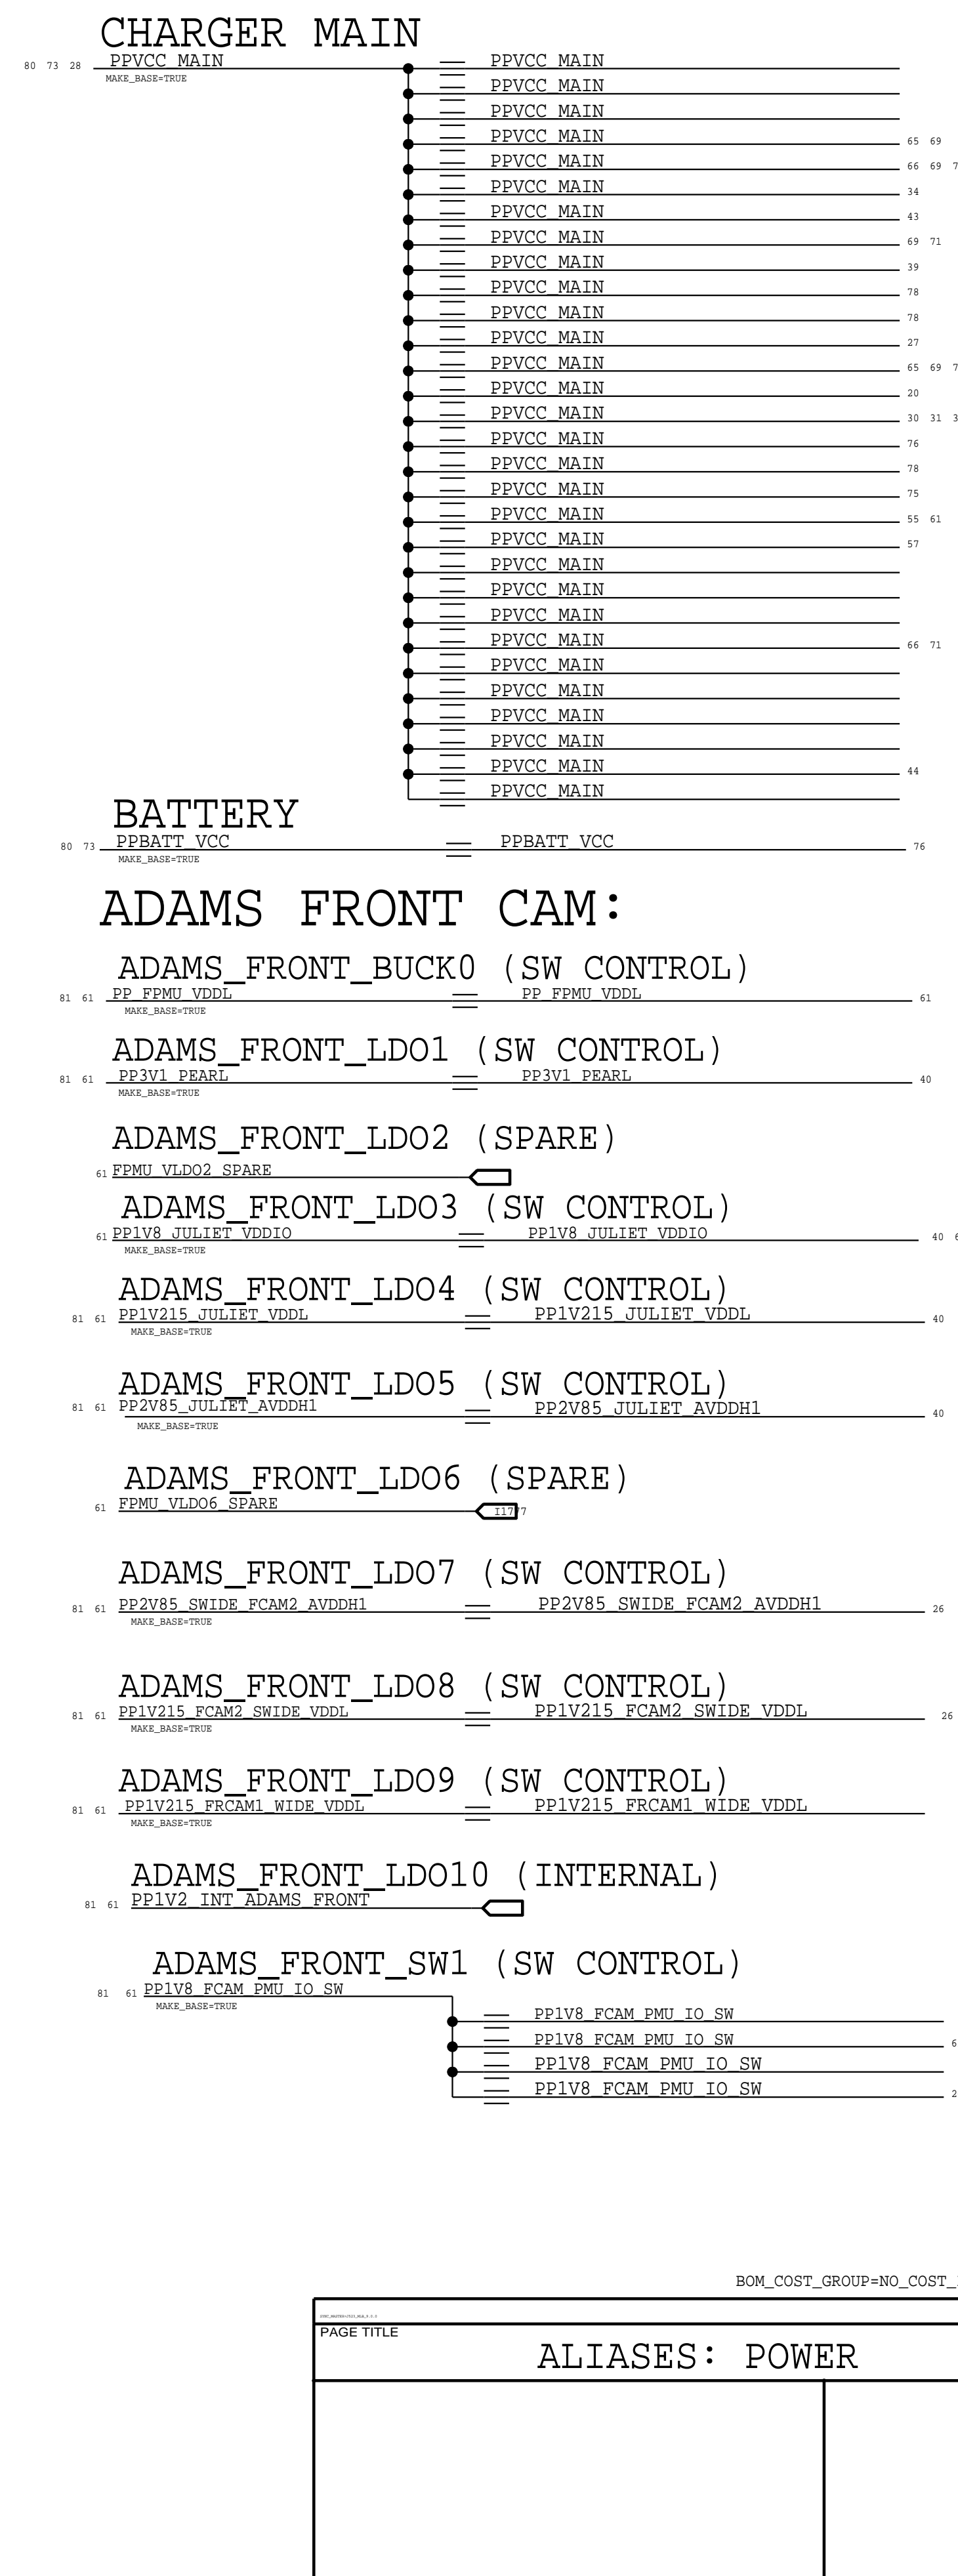 CHARGER MAIN
80 73 28 PPVCC_MAIN PPVCC_MAIN
MAKE_BASE=TRUE
PPVCC_MAIN
PPVCC_MAIN
PPVCC_MAIN 65 69
PPVCC_MAIN 66 69 7
PPVCC_MAIN 34
PPVCC_MAIN 43
PPVCC_MAIN 69 71
PPVCC_MAIN 39
PPVCC_MAIN 78
PPVCC_MAIN 78
PPVCC_MAIN 27
PPVCC_MAIN 65 69 7
PPVCC_MAIN 20
PPVCC_MAIN 30 31 3
PPVCC_MAIN 76
PPVCC_MAIN 78
PPVCC_MAIN 75
PPVCC_MAIN 55 61
PPVCC_MAIN 57
PPVCC_MAIN
PPVCC_MAIN
PPVCC_MAIN
PPVCC_MAIN 66 71
PPVCC_MAIN
PPVCC_MAIN
PPVCC_MAIN
PPVCC_MAIN
PPVCC_MAIN 44
PPVCC_MAIN
BATTERY
80 73 PPBATT_VCC PPBATT_VCC 76
MAKE_BASE=TRUE
ADAMS FRONT CAM:
ADAMS_FRONT_BUCK0 (SW CONTROL)
81 61 PP_FPMU_VDDL PP_FPMU_VDDL 61
MAKE_BASE=TRUE
ADAMS_FRONT_LDO1 (SW CONTROL)
81 61 PP3V1_PEARL PP3V1_PEARL 40
MAKE_BASE=TRUE
ADAMS_FRONT_LDO2 (SPARE)
61 FPMU_VLDO2_SPARE
ADAMS_FRONT_LDO3 (SW CONTROL)
61 PP1V8_JULIET_VDDIO PP1V8_JULIET_VDDIO 40 6
MAKE_BASE=TRUE
ADAMS_FRONT_LDO4 (SW CONTROL)
81 61 PP1V215_JULIET_VDDL PP1V215_JULIET_VDDL 40
MAKE_BASE=TRUE
ADAMS_FRONT_LDO5 (SW CONTROL)
81 61 PP2V85_JULIET_AVDDH1 PP2V85_JULIET_AVDDH1 40
MAKE_BASE=TRUE
ADAMS_FRONT_LDO6 (SPARE)
61 FPMU_VLDO6_SPARE I1777
ADAMS_FRONT_LDO7 (SW CONTROL)
81 61 PP2V85_SWIDE_FCAM2_AVDDH1 PP2V85_SWIDE_FCAM2_AVDDH1 26
MAKE_BASE=TRUE
ADAMS_FRONT_LDO8 (SW CONTROL)
81 61 PP1V215_FCAM2_SWIDE_VDDL PP1V215_FCAM2_SWIDE_VDDL 26
MAKE_BASE=TRUE
ADAMS_FRONT_LDO9 (SW CONTROL)
81 61 PP1V215_FRCAM1_WIDE_VDDL PP1V215_FRCAM1_WIDE_VDDL
MAKE_BASE=TRUE
ADAMS_FRONT_LDO10 (INTERNAL)
81 61 PP1V2_INT_ADAMS_FRONT
ADAMS_FRONT_SW1 (SW CONTROL)
81 61 PP1V8_FCAM_PMU_IO_SW
MAKE_BASE=TRUE
PP1V8_FCAM_PMU_IO_SW
PP1V8_FCAM_PMU_IO_SW 6
PP1V8_FCAM_PMU_IO_SW
PP1V8_FCAM_PMU_IO_SW 2
BOM_COST_GROUP=NO_COST_
PAGE TITLE
ALIASES: POWER